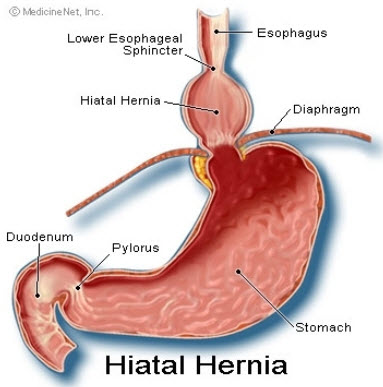 © MedicineNet, Inc.
Esophagus
Lower Esophageal
Sphincter
Hiatal Hernia
Diaphragm
Duodenum
Pylorus
Stomach
Hiatal Hernia